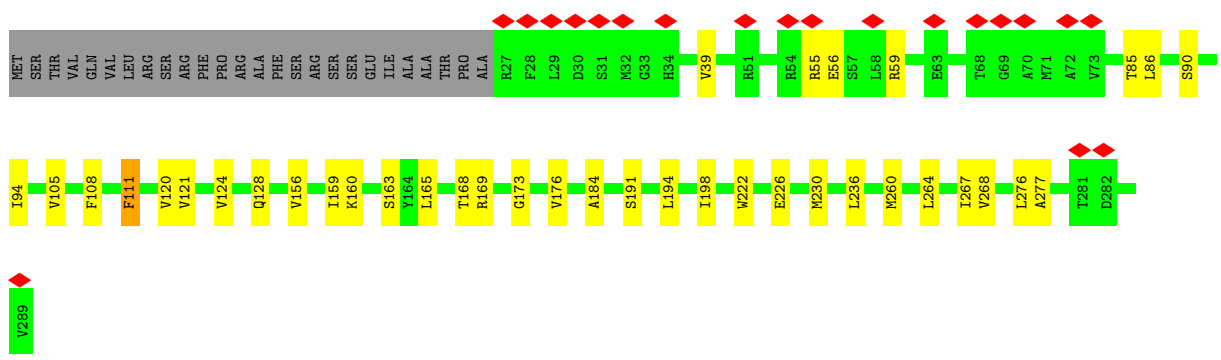 MET SER THR VAL GLN VAL LEU ARG SER ARG PHE PRO ARG ALA PHE SER ARG SER SER GLU ILE ALA ALA THR PRO ALA R27 F28 L29 D30 S31 M32 G33 H34 V39 R51 R54 R55 E56 S57 L58 R59 E63 T68 G69 A70 M71 A72 V73 T85 L86 S90
I94 V105 F108 F111 V120 V121 V124 Q128 V156 I159 K160 S163 Y164 L165 T168 R169 G173 V176 A184 S191 L194 I198 W222 E226 M230 L236 M260 L264 I267 V268 L276 A277 T281 D282
V289